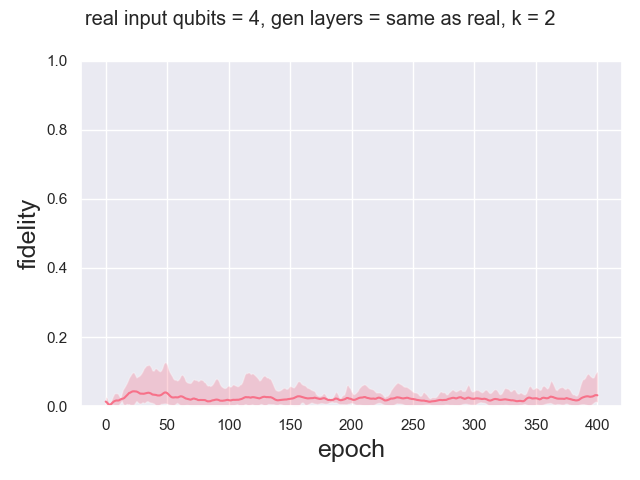 real input qubits = 4, gen layers = same as real, k = 2
1.0
0.8
0.6
0.4
0.2
0.0
fidelity
0 50 100 150 200 250 300 350 400
epoch